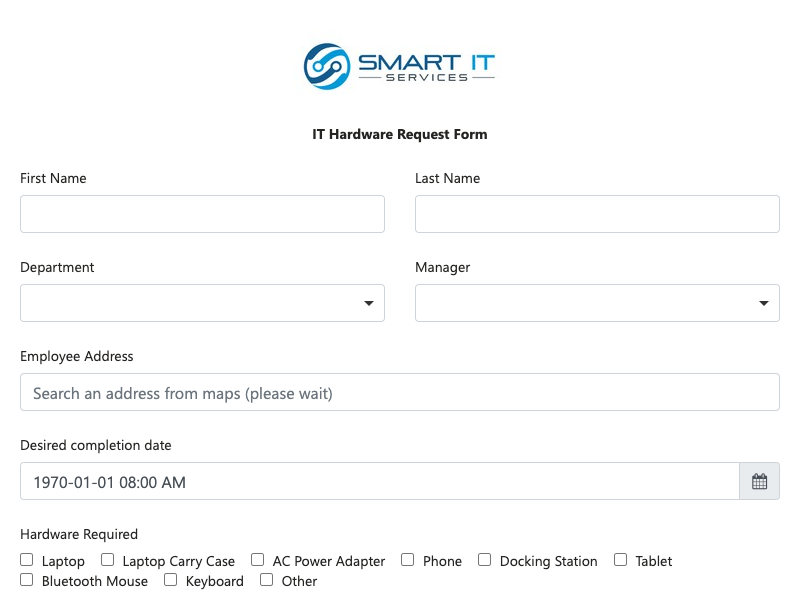 SMART IT
SERVICES
IT Hardware Request Form
First Name Last Name
Department Manager
Employee Address
Search an address from maps (please wait)
Desired completion date
1970-01-01 08:00 AM
Hardware Required
Laptop Laptop Carry Case AC Power Adapter Phone Docking Station Tablet
Bluetooth Mouse Keyboard Other